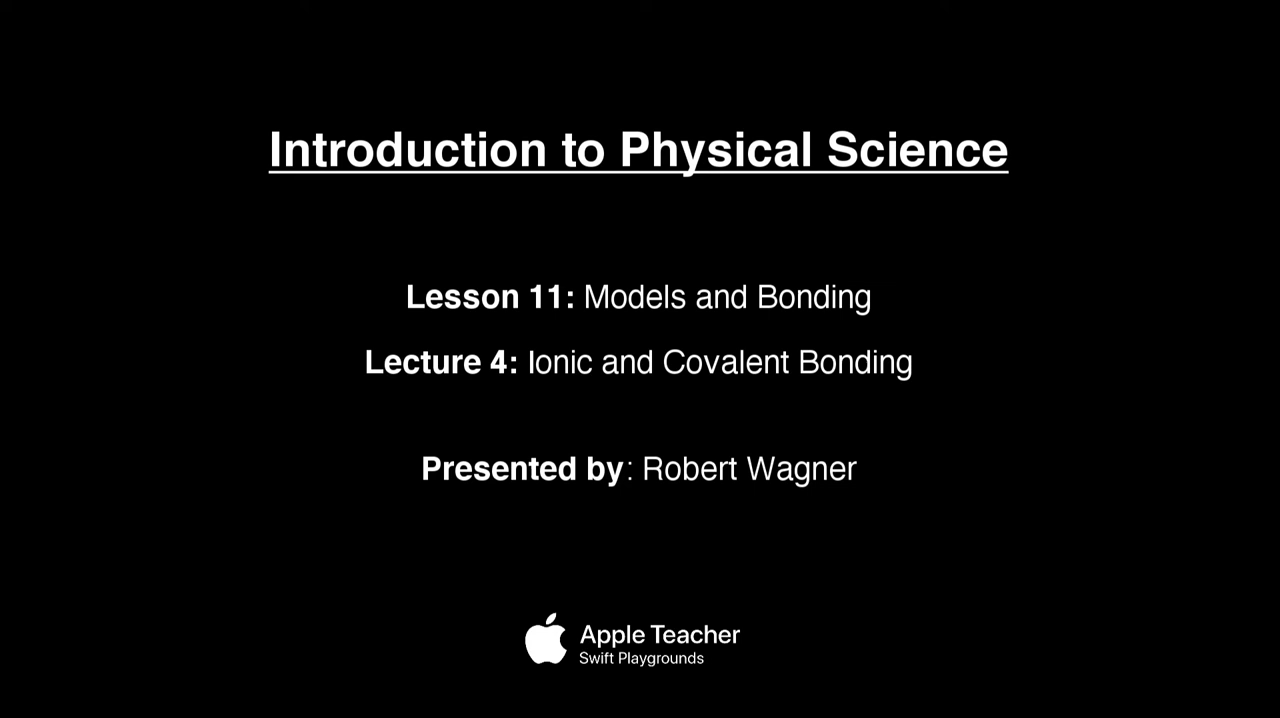 Introduction to Physical Science
Lesson 11: Models and Bonding
Lecture 4: Ionic and Covalent Bonding
Presented by: Robert Wagner
Apple Teacher
Swift Playgrounds